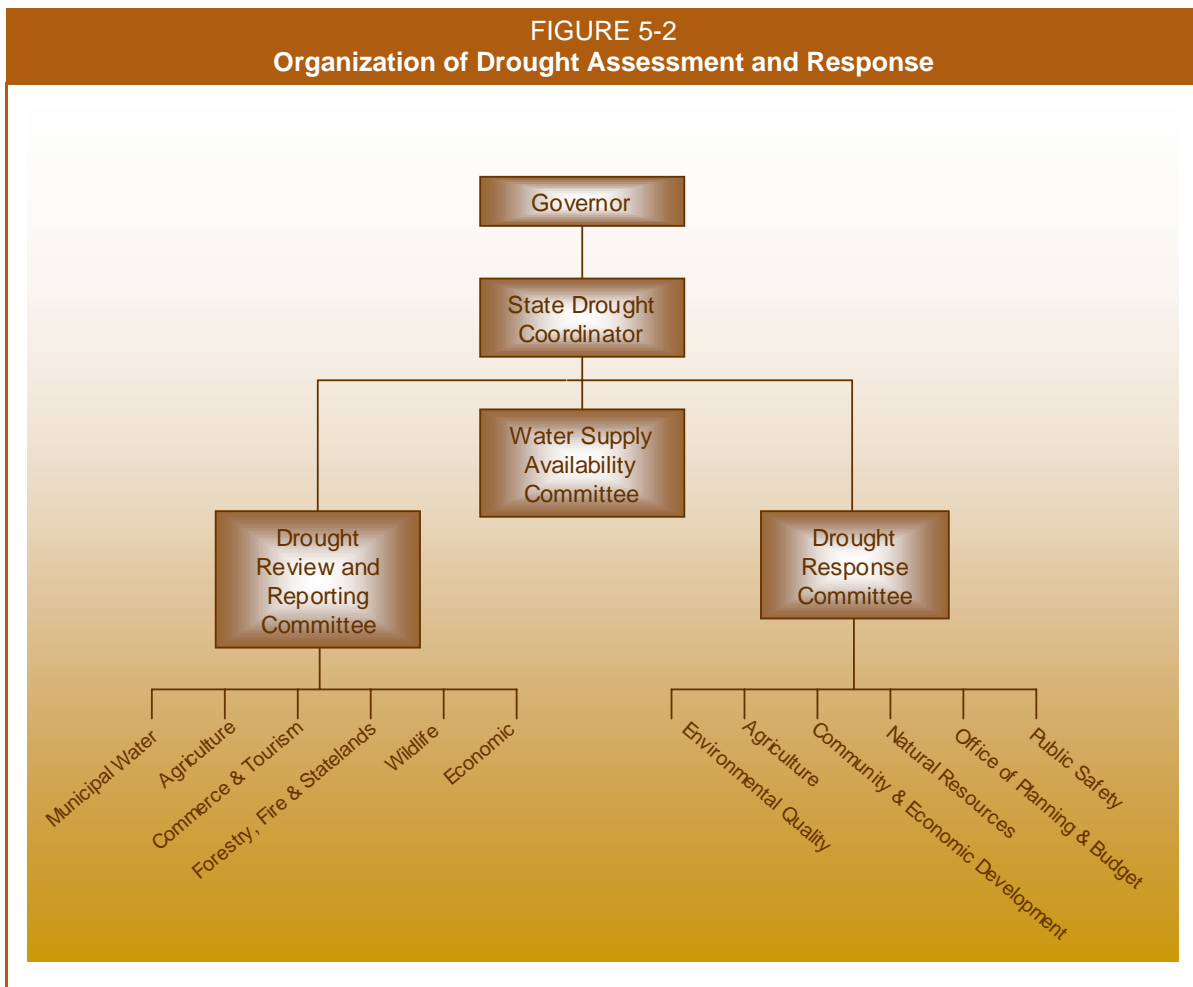 FIGURE 5-2
Organization of Drought Assessment and Response
Governor
State Drought
Coordinator
Water Supply
Availability
Committee
Drought
Review and
Reporting
Committee
Drought
Response
Committee
Municipal Water
Agriculture
Commerce & Tourism
Forestry, Fire & Statelands
Wildlife
Economic
Environmental Quality
Agriculture
Community & Economic Development
Natural Resources
Office of Planning & Budget
Public Safety